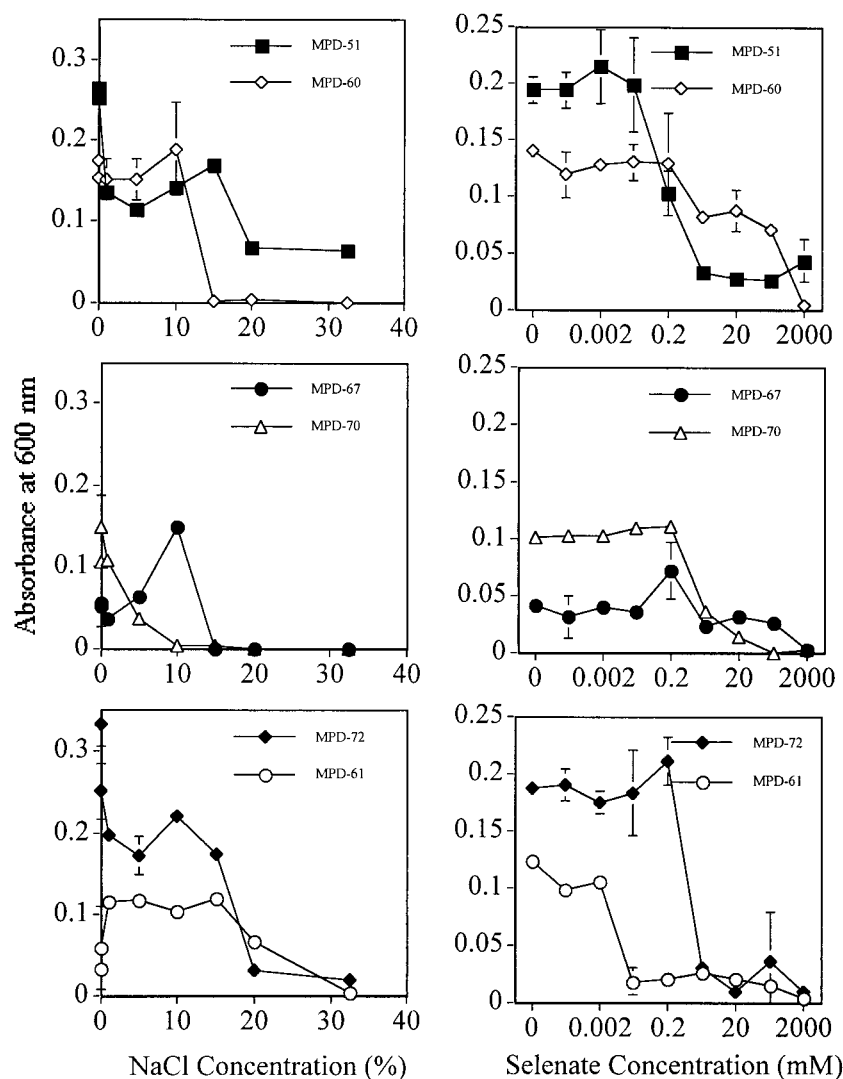 0.3
0.2
0.1
0
MPD-51
MPD-60
0 10 20 30 40
0.25
0.2
0.15
0.1
0.05
0
MPD-51
MPD-60
0 0.002 0.2 20 2000
Absorbance at 600 nm
0.3
0.2
0.1
0
MPD-67
MPD-70
0 10 20 30 40
0.25
0.2
0.15
0.1
0.05
0
MPD-67
MPD-70
0 0.002 0.2 20 2000
0.3
0.2
0.1
0
MPD-72
MPD-61
0 10 20 30 40
NaCl Concentration (%)
0.25
0.2
0.15
0.1
0.05
0
MPD-72
MPD-61
0 0.002 0.2 20 2000
Selenate Concentration (mM)